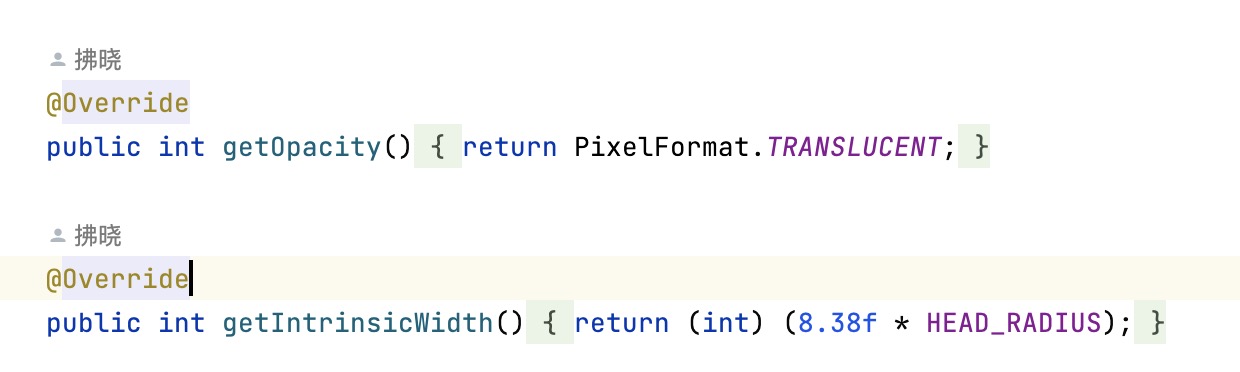 拂晓
@Override
public int getOpacity() { return PixelFormat.TRANSLUCENT; }
拂晓
@Override
public int getIntrinsicWidth() { return (int) (8.38f * HEAD_RADIUS); }